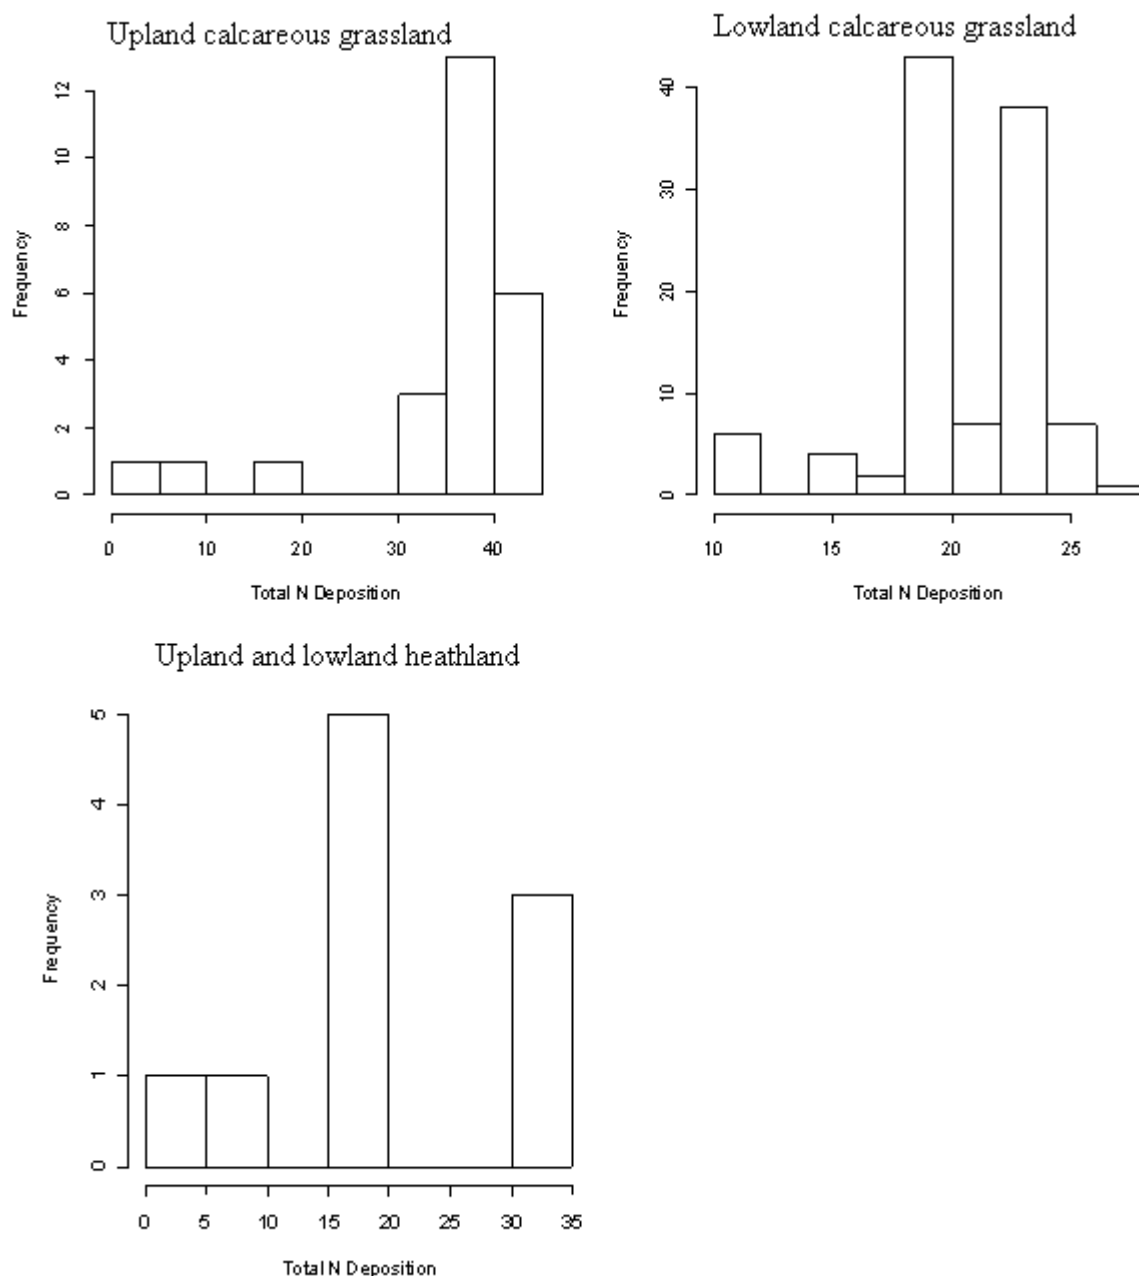 Upland calcareous grassland
12
10
8
6
4
2
0
Frequency
0 10 20 30 40
Total N Deposition
Lowland calcareous grassland
40
30
20
10
0
Frequency
10 15 20 25
Total N Deposition
Upland and lowland heathland
5
4
3
2
1
0
Frequency
0 5 10 15 20 25 30 35
Total N Deposition